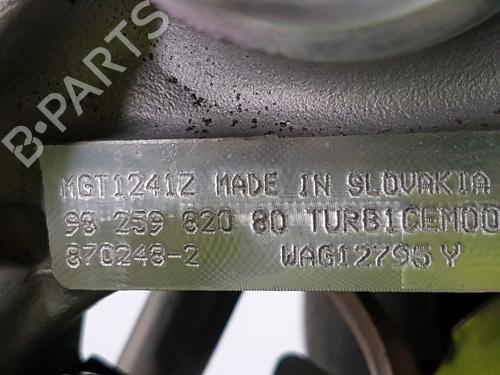 B-PARTS
MGT1241Z MADE IN SLOVAKIA
98 259 820 80 TURBICEM00
870248-2 WAG12795 Y